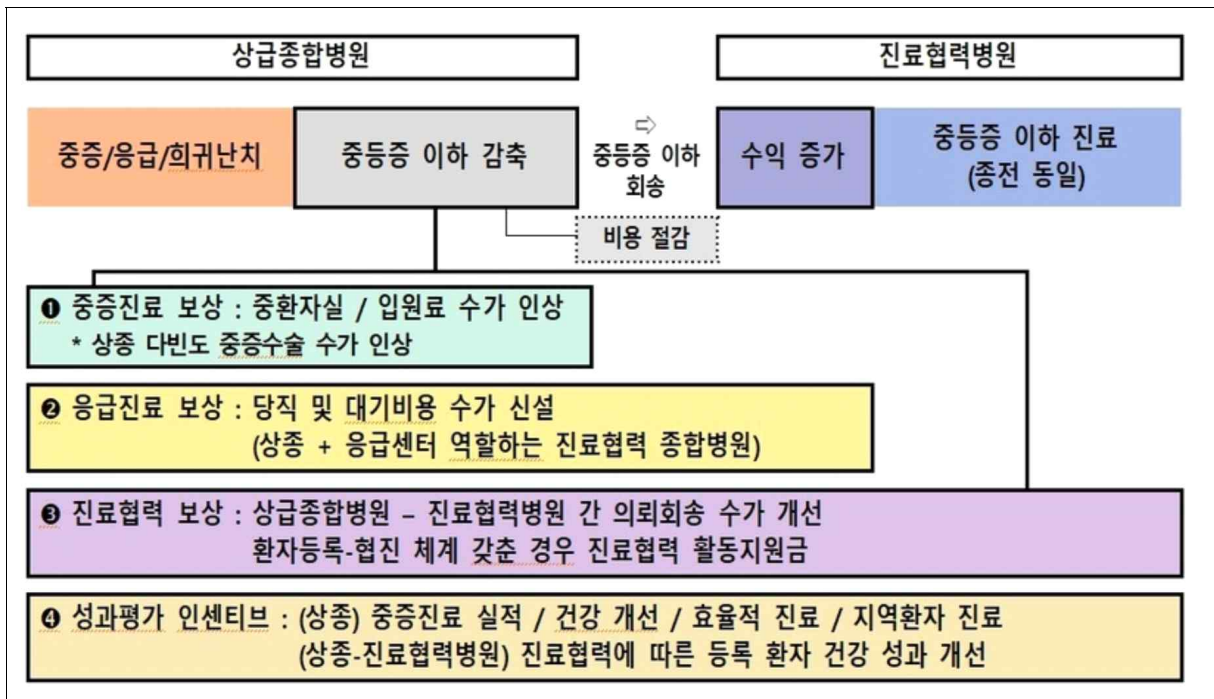 상급종합병원
진료협력병원
중증/응급/희귀난치
중등증 이하 감축
⇨
중등증 이하
회송
수익 증가
중등증 이하 진료
(종전 동일)
비용 절감
❶ 중증진료 보상 : 중환자실 / 입원료 수가 인상
* 상종 다빈도 중증수술 수가 인상
❷ 응급진료 보상 : 당직 및 대기비용 수가 신설
(상종 + 응급센터 역할하는 진료협력 종합병원)
❸ 진료협력 보상 : 상급종합병원 – 진료협력병원 간 의뢰회송 수가 개선
환자등록-협진 체계 갖춘 경우 진료협력 활동지원금
❹ 성과평가 인센티브 : (상종) 중증진료 실적 / 건강 개선 / 효율적 진료 / 지역환자 진료
(상종-진료협력병원) 진료협력에 따른 등록 환자 건강 성과 개선